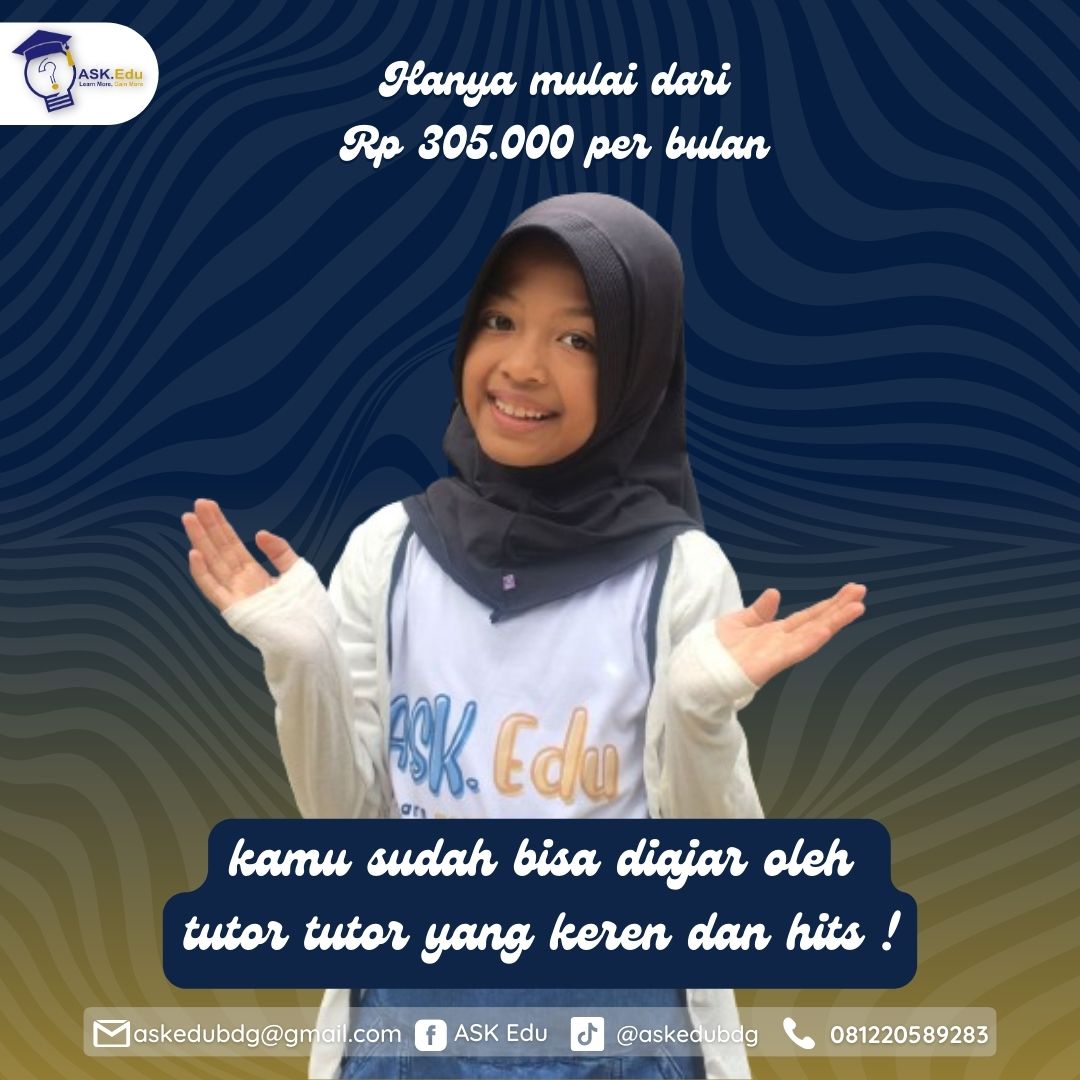 ASK.Edu
Learn More, Gain More
Hanya mulai dari
Rp 305.000 per bulan
ASK. Edu
kamu sudah bisa diajar oleh
tutor tutor yang keren dan hits !
askedubdg@gmail.com ASK Edu @askedubdg 081220589283